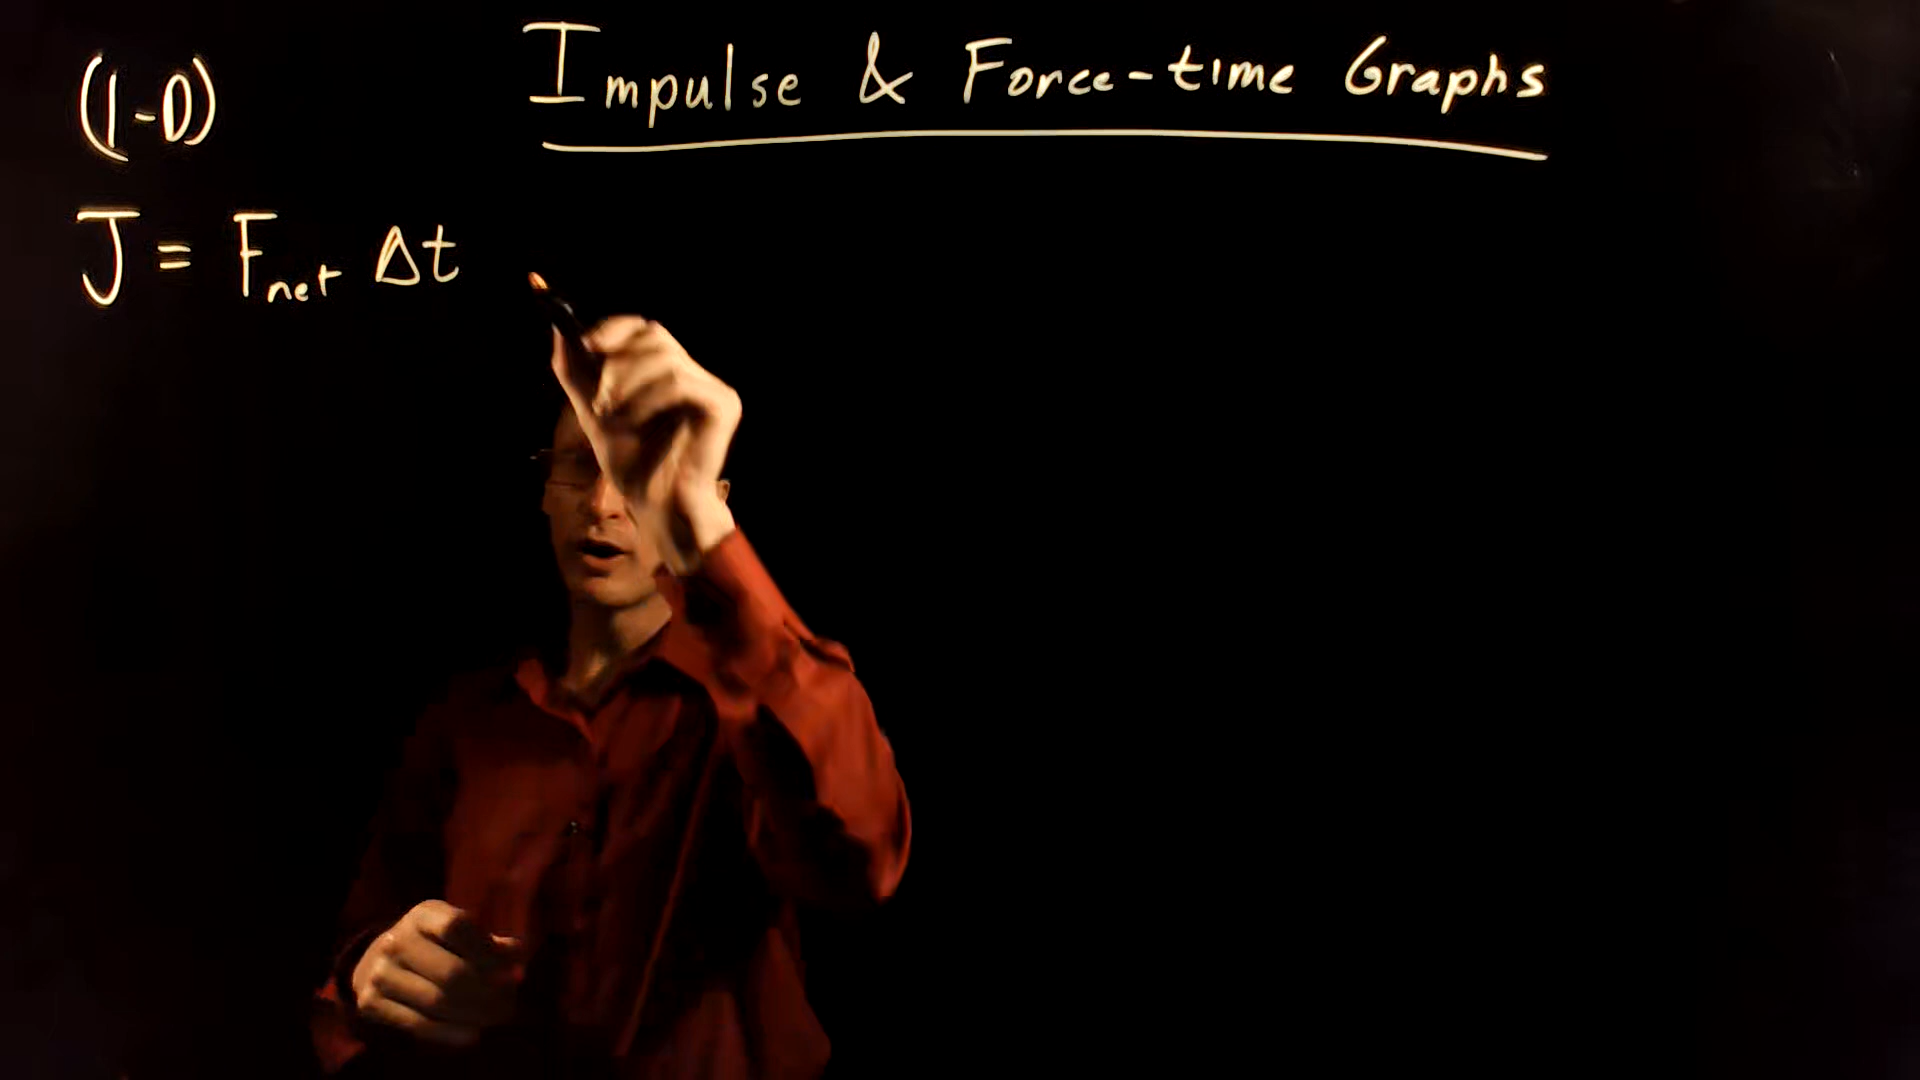 Impulse & Force-time Graphs
(1-D)
J = Fnet Δt